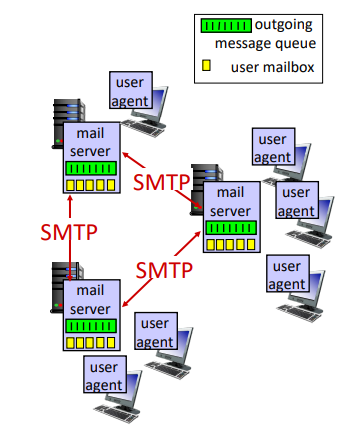 outgoing
message queue
user mailbox
user
agent
mail
server
user
agent
SMTP
mail
server
user
agent
SMTP
user
agent
SMTP
mail
server
user
agent
user
agent